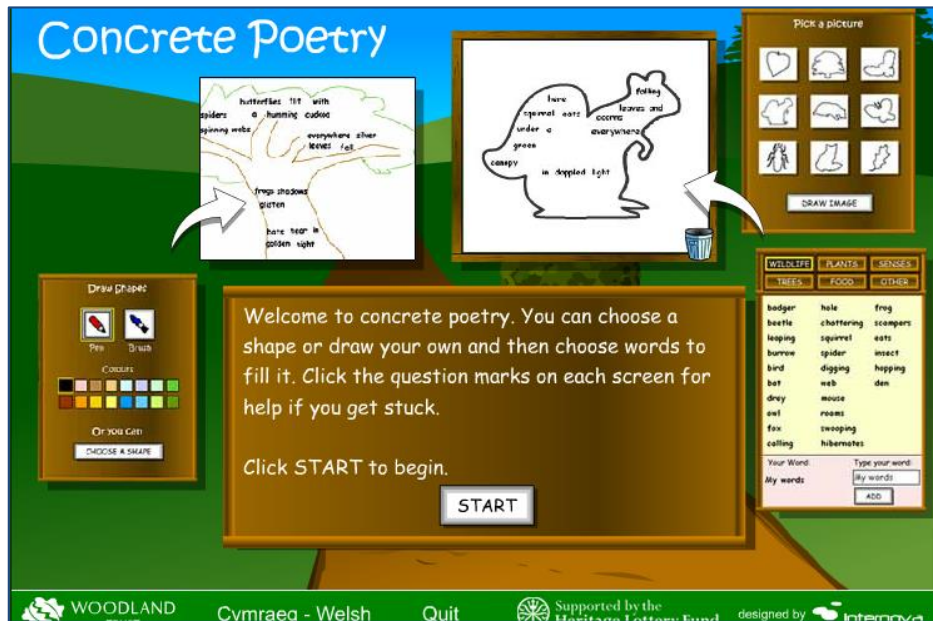 Concrete Poetry
butterflies flit with
spiders a humming cuckoo
spinning webs
everywhere silver
leaves fall
frogs shadows
glisten
hare near in
golden light
here
squirrel eats
under a
green
canopy
falling
leaves and
acorns
everywhere
in dappled light
Pick a picture
DRAW IMAGE
Draw Shapes
Pen Brush
Colours
Or you can
CHOOSE A SHAPE
Welcome to concrete poetry. You can choose a
shape or draw your own and then choose words to
fill it. Click the question marks on each screen for
help if you get stuck.
Click START to begin.
START
WILDLIFE PLANTS SENSES
TREES FOOD OTHER
badger hole frog
beetle chattering scampers
leaping squirrel eats
burrow spider insect
bird digging hopping
bat web den
drey mouse
owl roams
fox swooping
calling hibernates
Your Word: Type your word:
My words My words
ADD
WOODLAND
TRUST
Cymraeg - Welsh Quit
Supported by the
Heritage Lottery Fund
designed by Internova